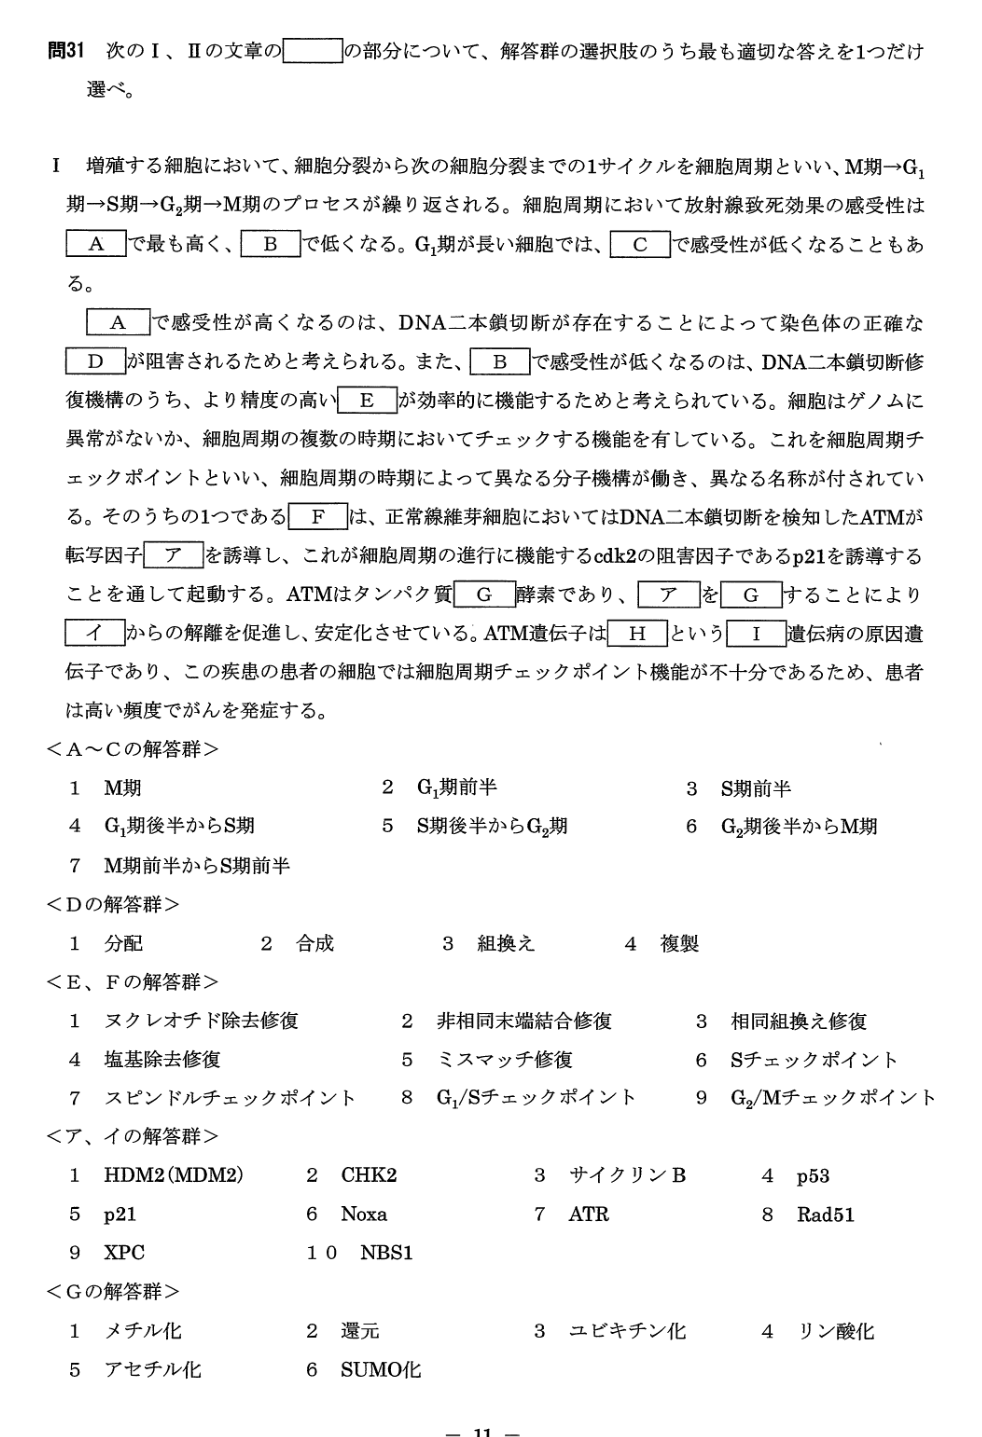 問31 次のⅠ、Ⅱの文章の の部分について、解答群の選択肢のうち最も適切な答えを1つだけ
選べ。
Ⅰ 増殖する細胞において、細胞分裂から次の細胞分裂までの1サイクルを細胞周期といい、M期→G₁
期→S期→G₂期→M期のプロセスが繰り返される。細胞周期において放射線致死効果の感受性は
A で最も高く、 B で低くなる。G₁期が長い細胞では、 C で感受性が低くなることもあ
る。
A で感受性が高くなるのは、DNA二本鎖切断が存在することによって染色体の正確な
D が阻害されるためと考えられる。また、 B で感受性が低くなるのは、DNA二本鎖切断修
復機構のうち、より精度の高い E が効率的に機能するためと考えられている。細胞はゲノムに
異常がないか、細胞周期の複数の時期においてチェックする機能を有している。これを細胞周期チ
ェックポイントといい、細胞周期の時期によって異なる分子機構が働き、異なる名称が付されてい
る。そのうちの1つである F は、正常線維芽細胞においてはDNA二本鎖切断を検知したATMが
転写因子 ア を誘導し、これが細胞周期の進行に機能するcdk2の阻害因子であるp21を誘導する
ことを通して起動する。ATMはタンパク質 G 酵素であり、 ア を G することにより
イ からの解離を促進し、安定化させている。ATM遺伝子は H という I 遺伝病の原因遺
伝子であり、この疾患の患者の細胞では細胞周期チェックポイント機能が不十分であるため、患者
は高い頻度でがんを発症する。
＜A～Cの解答群＞
1 M期 2 G₁期前半 3 S期前半
4 G₁期後半からS期 5 S期後半からG₂期 6 G₂期後半からM期
7 M期前半からS期前半
＜Dの解答群＞
1 分配 2 合成 3 組換え 4 複製
＜E、Fの解答群＞
1 ヌクレオチド除去修復 2 非相同末端結合修復 3 相同組換え修復
4 塩基除去修復 5 ミスマッチ修復 6 Sチェックポイント
7 スピンドルチェックポイント 8 G₁/Sチェックポイント 9 G₂/Mチェックポイント
＜ア、イの解答群＞
1 HDM2(MDM2) 2 CHK2 3 サイクリンB 4 p53
5 p21 6 Noxa 7 ATR 8 Rad51
9 XPC 10 NBS1
＜Gの解答群＞
1 メチル化 2 還元 3 ユビキチン化 4 リン酸化
5 アセチル化 6 SUMO化
－ 11 －